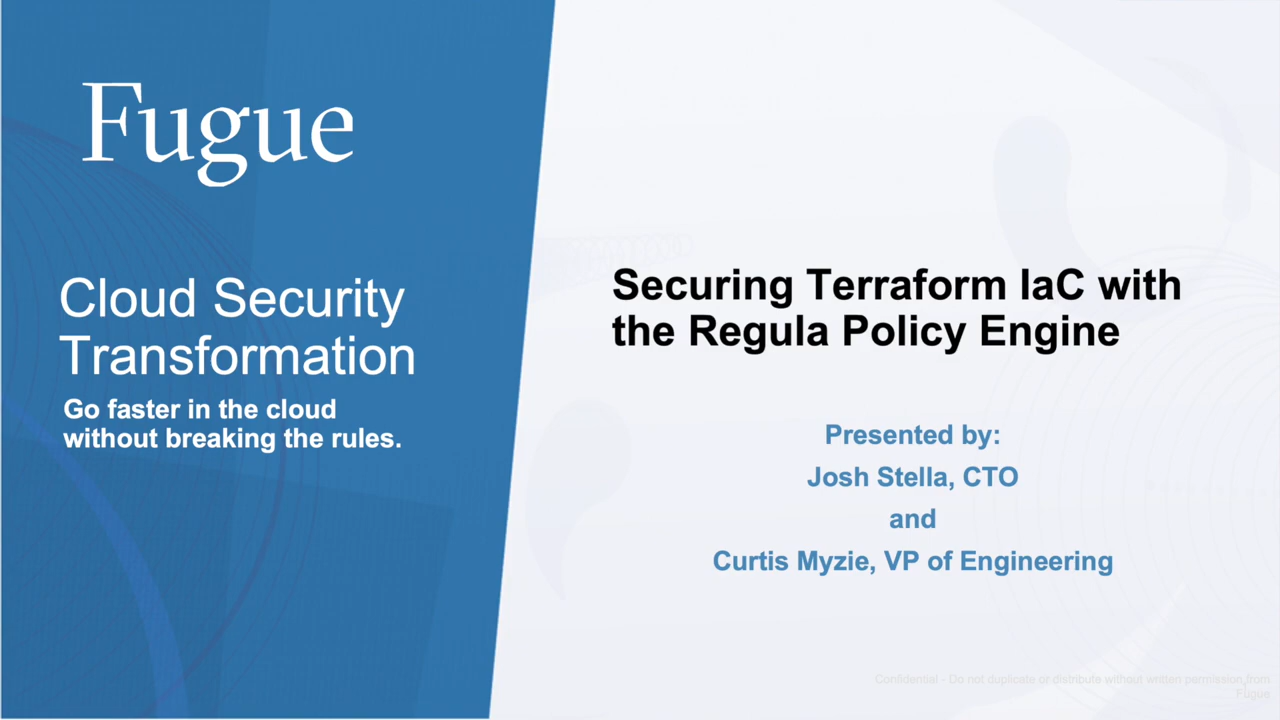 Fugue
Cloud Security
Transformation
Go faster in the cloud
without breaking the rules.
Securing Terraform IaC with
the Regula Policy Engine
Presented by:
Josh Stella, CTO
and
Curtis Myzie, VP of Engineering
Confidential - Do not duplicate or distribute without written permission from
Fugue